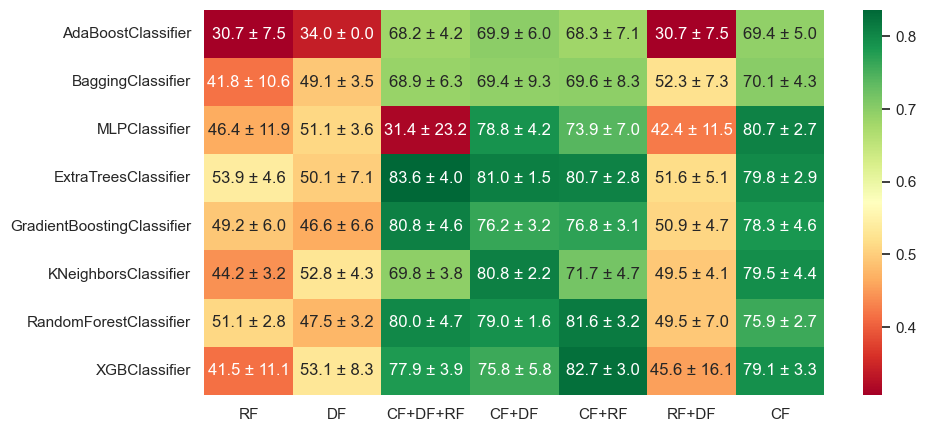 AdaBoostClassifier 30.7 ± 7.5 34.0 ± 0.0 68.2 ± 4.2 69.9 ± 6.0 68.3 ± 7.1 30.7 ± 7.5 69.4 ± 5.0
BaggingClassifier 41.8 ± 10.6 49.1 ± 3.5 68.9 ± 6.3 69.4 ± 9.3 69.6 ± 8.3 52.3 ± 7.3 70.1 ± 4.3
MLPClassifier 46.4 ± 11.9 51.1 ± 3.6 31.4 ± 23.2 78.8 ± 4.2 73.9 ± 7.0 42.4 ± 11.5 80.7 ± 2.7
ExtraTreesClassifier 53.9 ± 4.6 50.1 ± 7.1 83.6 ± 4.0 81.0 ± 1.5 80.7 ± 2.8 51.6 ± 5.1 79.8 ± 2.9
GradientBoostingClassifier 49.2 ± 6.0 46.6 ± 6.6 80.8 ± 4.6 76.2 ± 3.2 76.8 ± 3.1 50.9 ± 4.7 78.3 ± 4.6
KNeighborsClassifier 44.2 ± 3.2 52.8 ± 4.3 69.8 ± 3.8 80.8 ± 2.2 71.7 ± 4.7 49.5 ± 4.1 79.5 ± 4.4
RandomForestClassifier 51.1 ± 2.8 47.5 ± 3.2 80.0 ± 4.7 79.0 ± 1.6 81.6 ± 3.2 49.5 ± 7.0 75.9 ± 2.7
XGBClassifier 41.5 ± 11.1 53.1 ± 8.3 77.9 ± 3.9 75.8 ± 5.8 82.7 ± 3.0 45.6 ± 16.1 79.1 ± 3.3
RF DF CF+DF+RF CF+DF CF+RF RF+DF CF
0.8
0.7
0.6
0.5
0.4